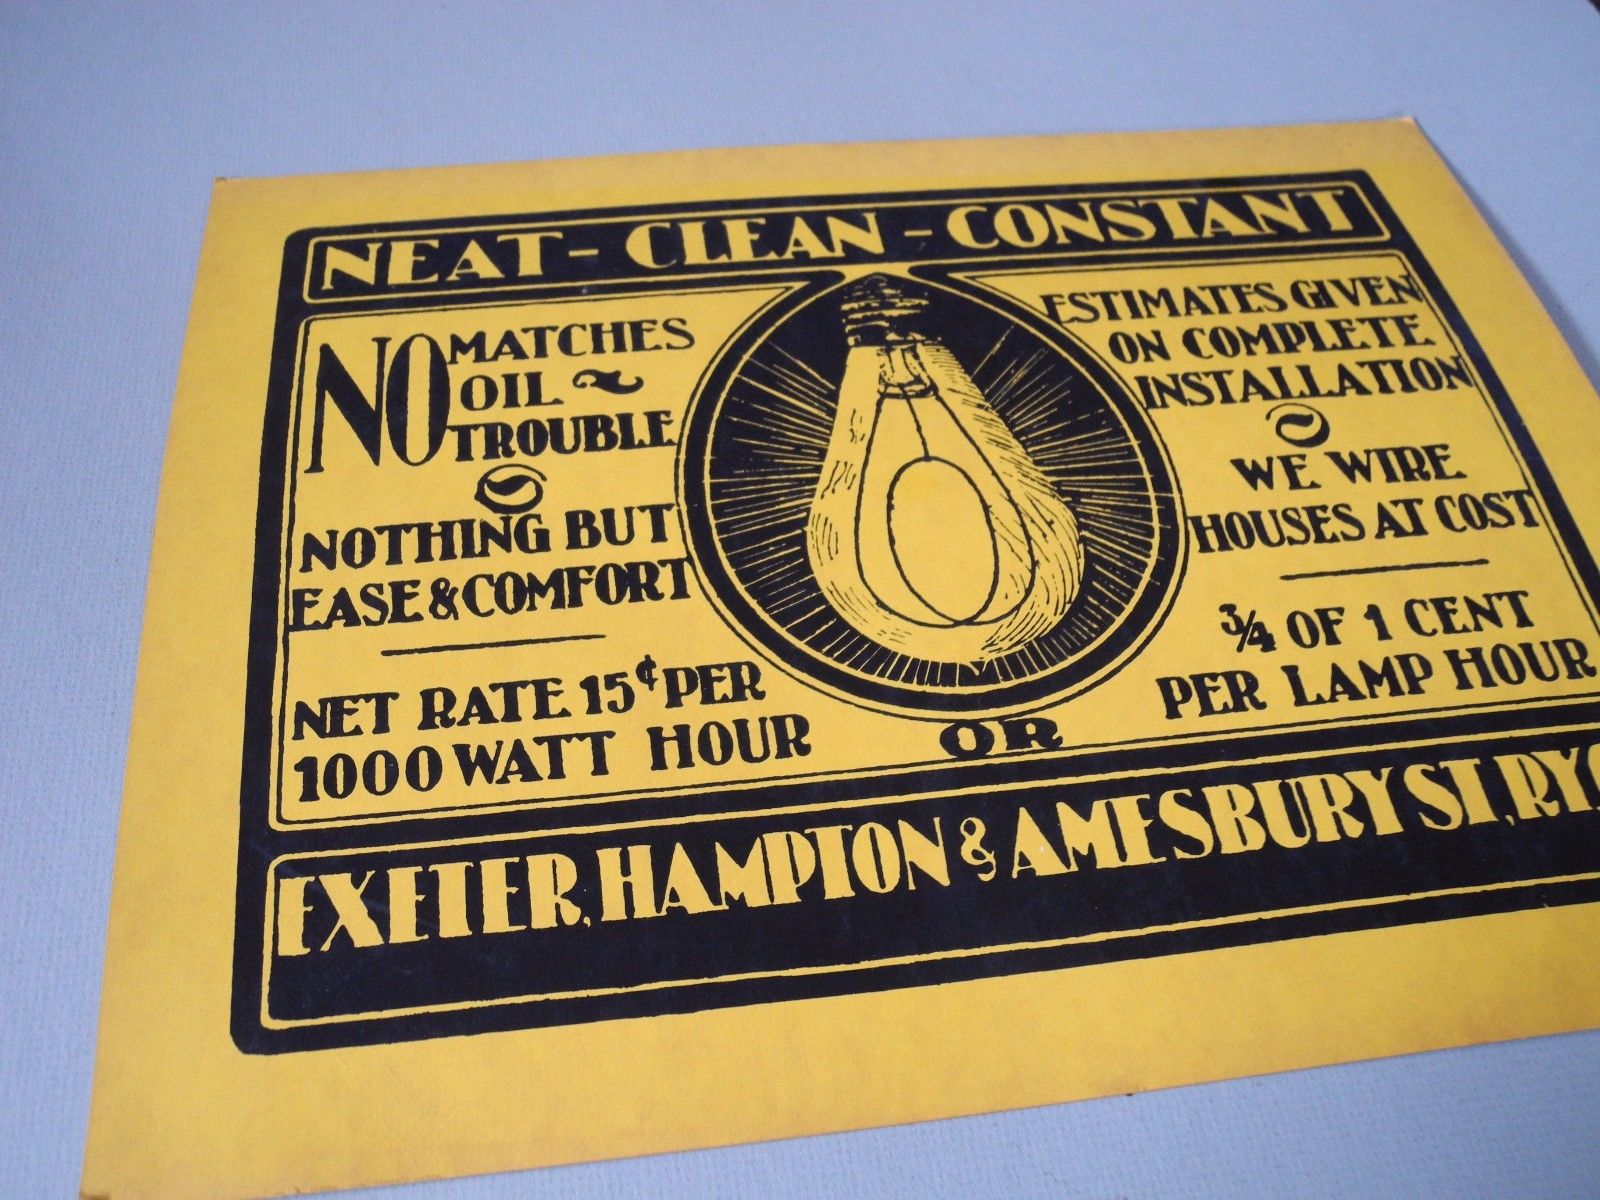 NEAT - CLEAN - CONSTANT
NO MATCHES
OIL
TROUBLE
NOTHING BUT
EASE & COMFORT
NET RATE 15¢ PER
1000 WATT HOUR
OR
ESTIMATES GIVEN
ON COMPLETE
INSTALLATION
WE WIRE
HOUSES AT COST
3/4 OF 1 CENT
PER LAMP HOUR
EXETER, HAMPTON & AMESBURY ST, RY,